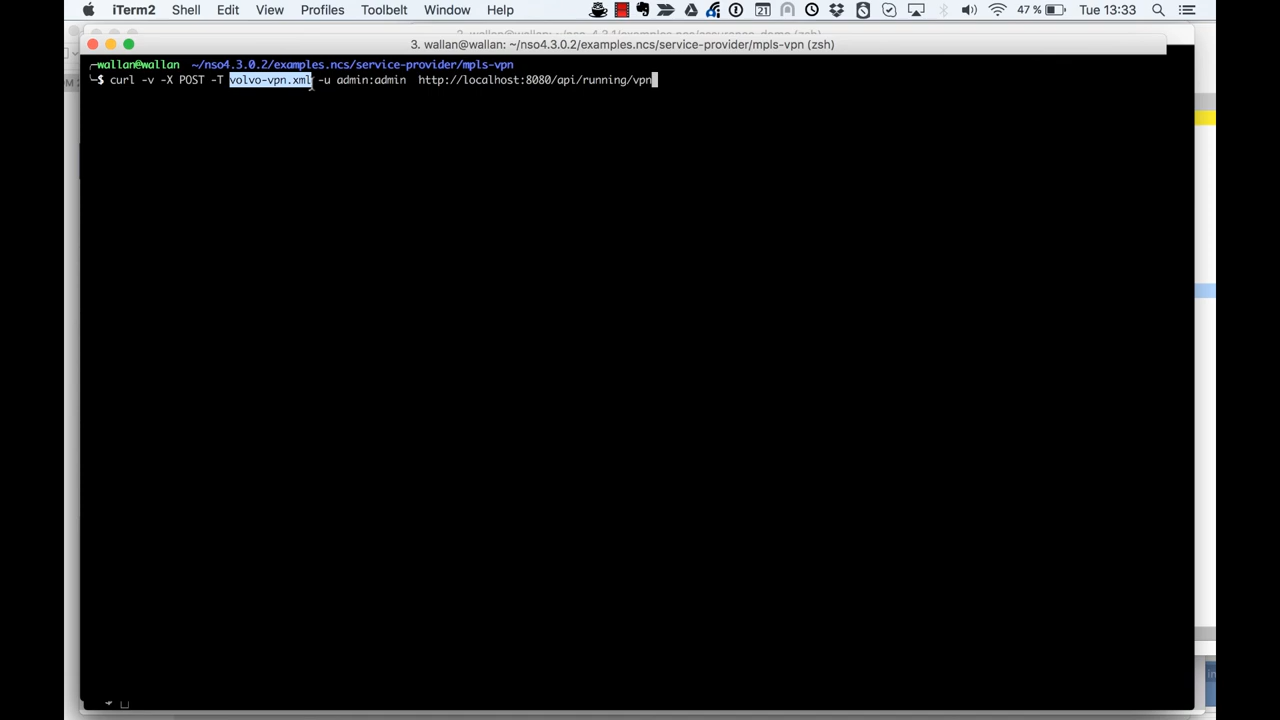 iTerm2 Shell Edit View Profiles Toolbelt Window Help 21 47 % Tue 13:33
3. wallan@wallan: ~/nso4.3.0.2/examples.ncs/service-provider/mpls-vpn (zsh)
wallan@wallan ~/nso4.3.0.2/examples.ncs/service-provider/mpls-vpn
$ curl -v -X POST -T volvo-vpn.xml -u admin:admin http://localhost:8080/api/running/vpn